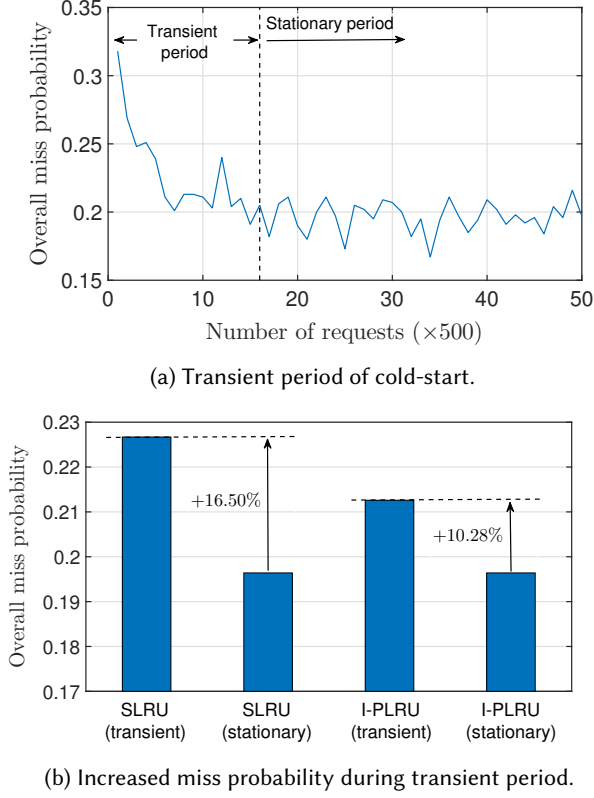 0.35
0.3
0.25
0.2
0.15
Overall miss probability
Transient
period
Stationary period
0 10 20 30 40 50
Number of requests (×500)
(a) Transient period of cold-start.
0.23
0.22
0.21
0.2
0.19
0.18
0.17
Overall miss probability
+16.50%
+10.28%
SLRU SLRU I-PLRU I-PLRU
(transient) (stationary) (transient) (stationary)
(b) Increased miss probability during transient period.